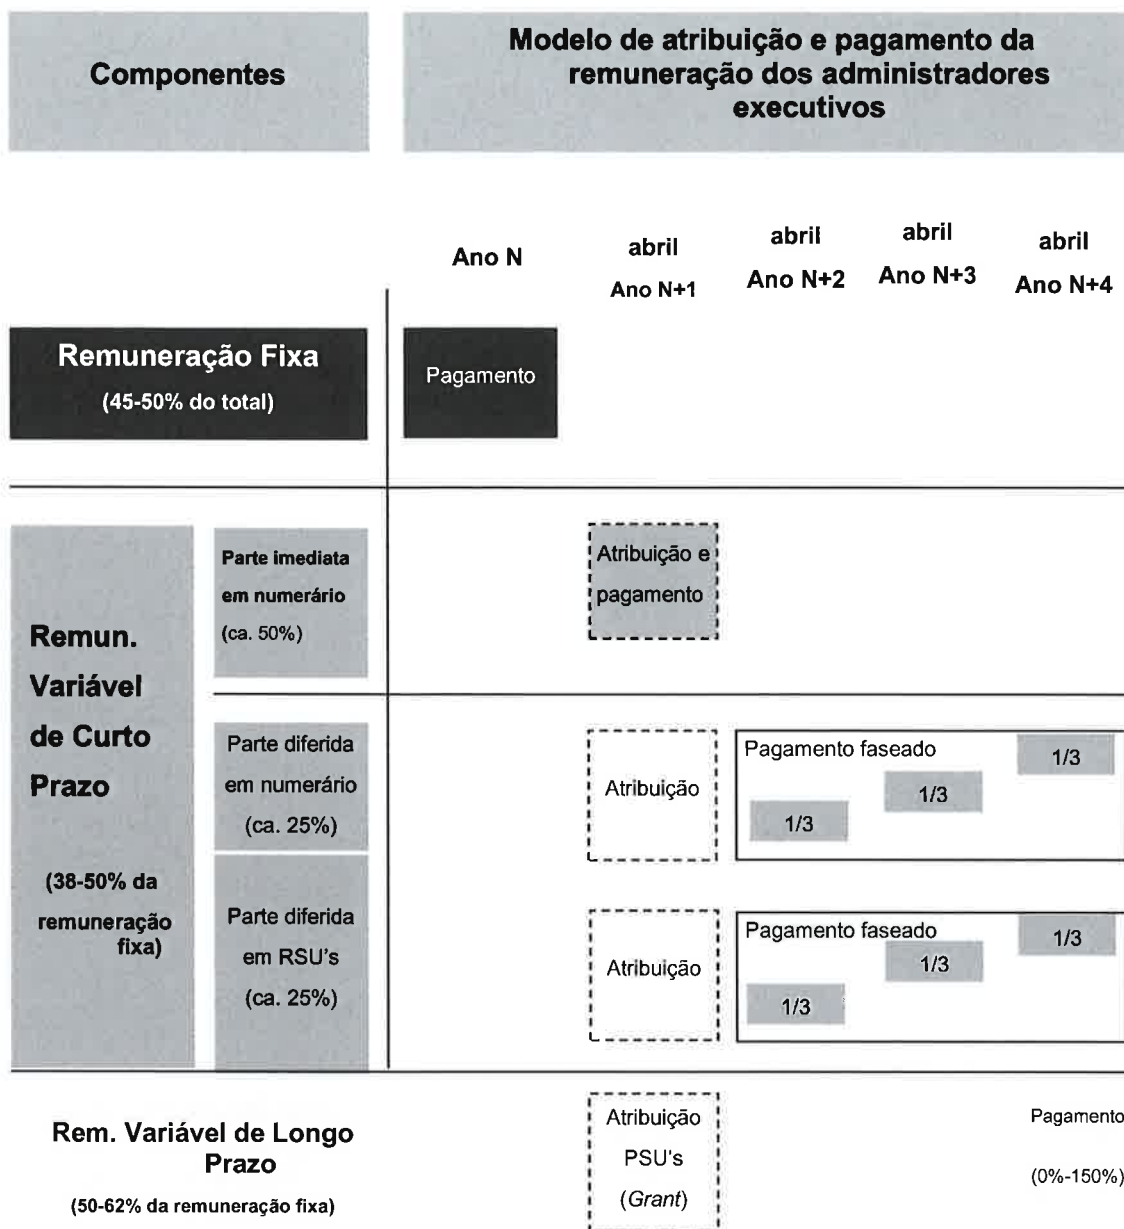 Componentes
Modelo de atribuição e pagamento da
remuneração dos administradores
executivos
Ano N
abril
Ano N+1
abril
Ano N+2
abril
Ano N+3
abril
Ano N+4
Remuneração Fixa
(45-50% do total)
Pagamento
Remun.
Variável
de Curto
Prazo
(38-50% da
remuneração
fixa)
Parte imediata
em numerário
(ca. 50%)
Atribuição e
pagamento
Parte diferida
em numerário
(ca. 25%)
Atribuição
Pagamento faseado
1/3
1/3
1/3
Parte diferida
em RSU's
(ca. 25%)
Atribuição
Pagamento faseado
1/3
1/3
1/3
Rem. Variável de Longo
Prazo
(50-62% da remuneração fixa)
Atribuição
PSU's
(Grant)
Pagamento
(0%-150%)